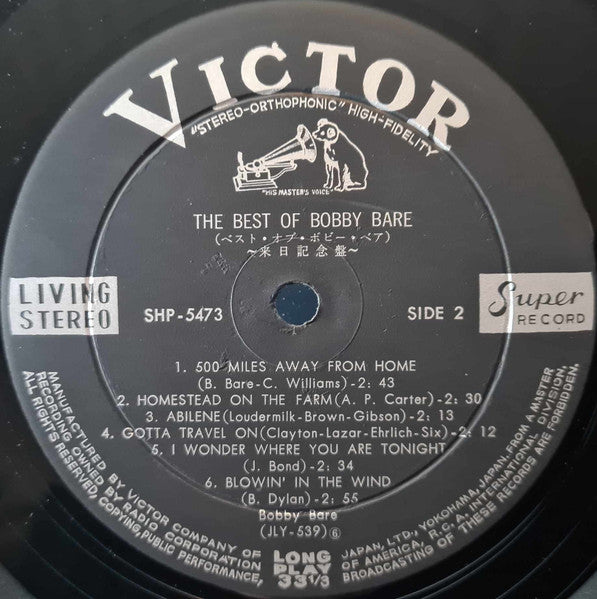 VICTOR
"STEREO-ORTHOPHONIC" HIGH-FIDELITY
"HIS MASTER'S VOICE"
THE BEST OF BOBBY BARE
(ベスト・オブ・ボビー・ベア)
~来日記念盤~
LIVING
STEREO
SHP-5473
SIDE 2
Super
RECORD
1. 500 MILES AWAY FROM HOME
(B. Bare-C. Williams)-2: 43
2. HOMESTEAD ON THE FARM(A. P. Carter)-2: 30
3. ABILENE(Loudermilk-Brown-Gibson)-2: 13
4. GOTTA TRAVEL ON(Clayton-Lazar-Ehrlich-Six)-2: 12
5. I WONDER WHERE YOU ARE TONIGHT
(J. Bond)-2: 34
6. BLOWIN' IN THE WIND
(B. Dylan)-2: 55
Bobby Bare
(JLY-539)⑥
LONG
PLAY
33⅓
MANUFACTURED BY VICTOR COMPANY OF JAPAN, LTD., YOKOHAMA, JAPAN, FROM A MASTER
RECORDING OWNED BY RADIO CORPORATION OF AMERICA, R.C.A. INTERNATIONAL DIVISION.
ALL RIGHTS RESERVED, COPYING, PUBLIC PERFORMANCE, BROADCASTING OF THESE RECORDS ARE FORBIDDEN.